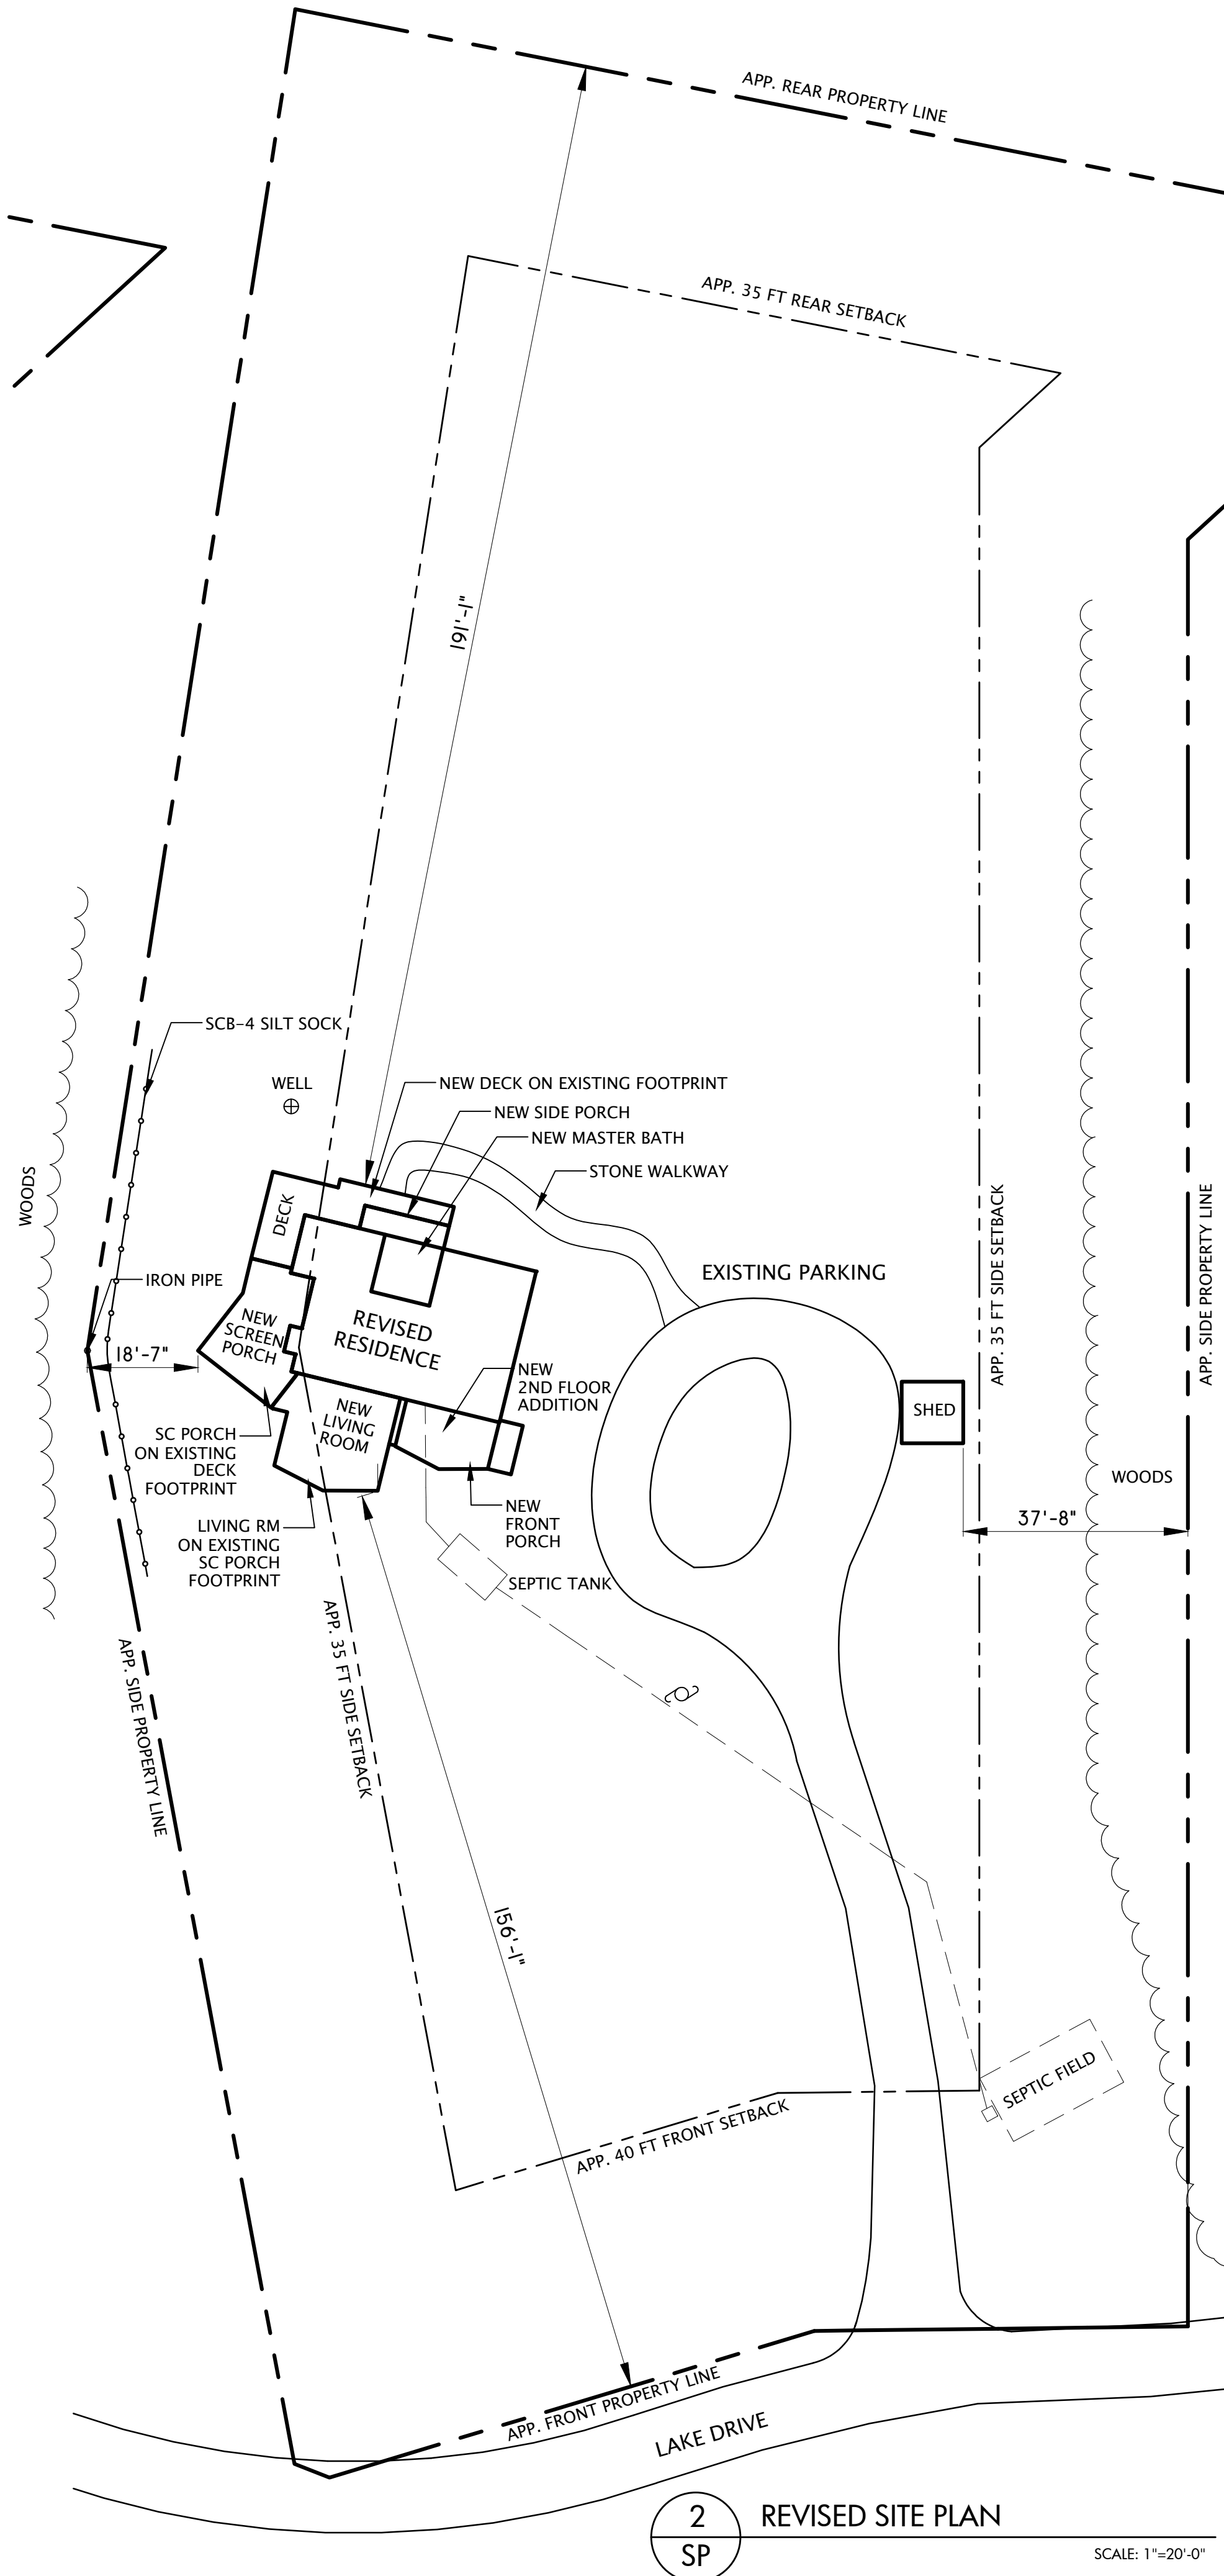 APP. REAR PROPERTY LINE
APP. 35 FT REAR SETBACK
191'-1"
SCB-4 SILT SOCK
WELL
NEW DECK ON EXISTING FOOTPRINT
NEW SIDE PORCH
NEW MASTER BATH
STONE WALKWAY
WOODS
DECK
APP. 35 FT SIDE SETBACK
APP. SIDE PROPERTY LINE
IRON PIPE
EXISTING PARKING
NEW
SCREEN
PORCH
REVISED
RESIDENCE
18'-7"
NEW
2ND FLOOR
ADDITION
SHED
NEW
LIVING
ROOM
SC PORCH
ON EXISTING
DECK
FOOTPRINT
WOODS
NEW
FRONT
PORCH
37'-8"
LIVING RM
ON EXISTING
SC PORCH
FOOTPRINT
SEPTIC TANK
APP. 35 FT SIDE SETBACK
APP. SIDE PROPERTY LINE
156'-1"
SEPTIC FIELD
APP. 40 FT FRONT SETBACK
APP. FRONT PROPERTY LINE
LAKE DRIVE
2
SP
REVISED SITE PLAN
SCALE: 1"=20'-0"